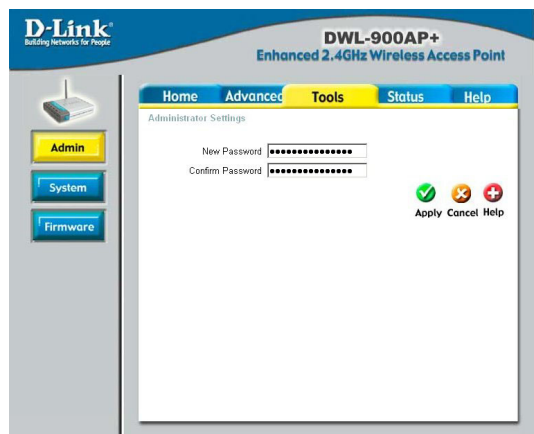 D-Link®
Building Networks for People
DWL-900AP+
Enhanced 2.4GHz Wireless Access Point
Home Advanced Tools Status Help
Administrator Settings
Admin
System
Firmware
New Password •••••••••••••••
Confirm Password •••••••••••••••
Apply Cancel Help